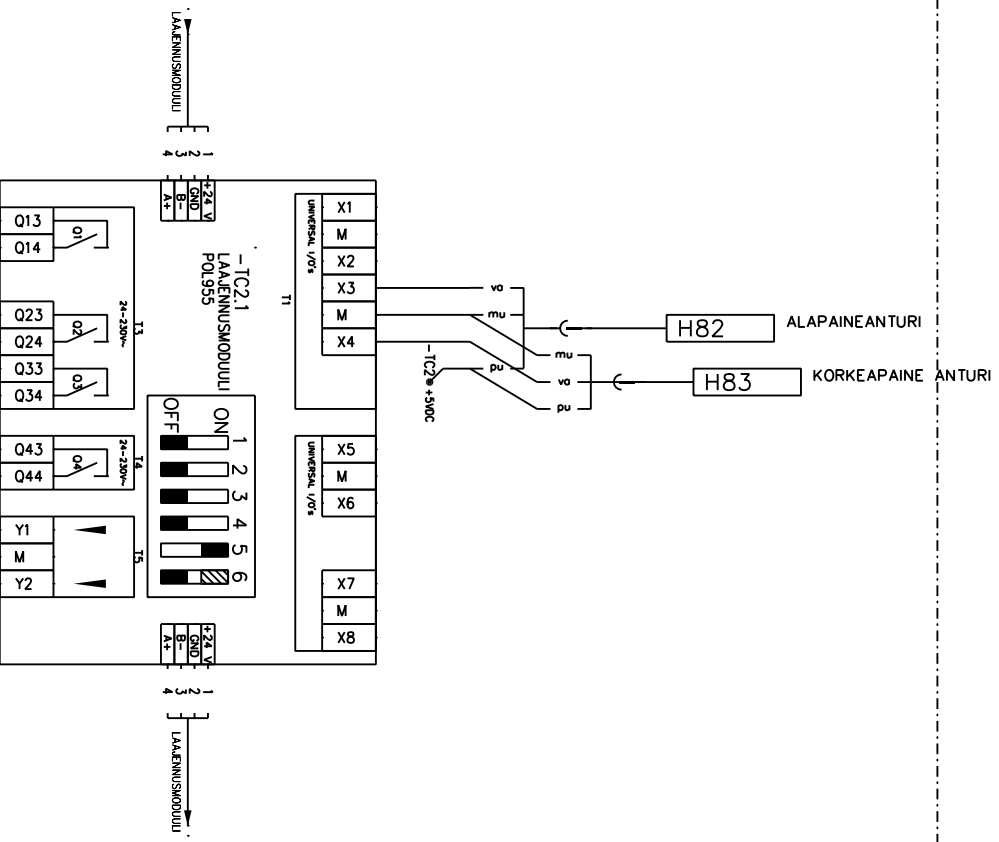 LAAJENNUSMODUULI
1
2
3
4
+24 V
GND
B-
A+
-TC2.1
LAAJENNUSMODUULI
POL955
Q13
Q14
Q1
Q23
Q24
Q2
Q33
Q34
Q3
T3
24-230V~
Q43
Q44
Q4
T4
24-230V~
Y1
M
Y2
T5
OFF
ON
1
2
3
4
5
6
T1
UNIVERSAL I/O's
X1
M
X2
X3
M
X4
UNIVERSAL I/O's
X5
M
X6
X7
M
X8
va
mu
pu
mu
va
pu
-TC2
+5VDC
H82
ALAPAINEANTURI
H83
KORKEAPAINE ANTURI
+24 V
GND
B-
A+
1
2
3
4
LAAJENNUSMODUULI